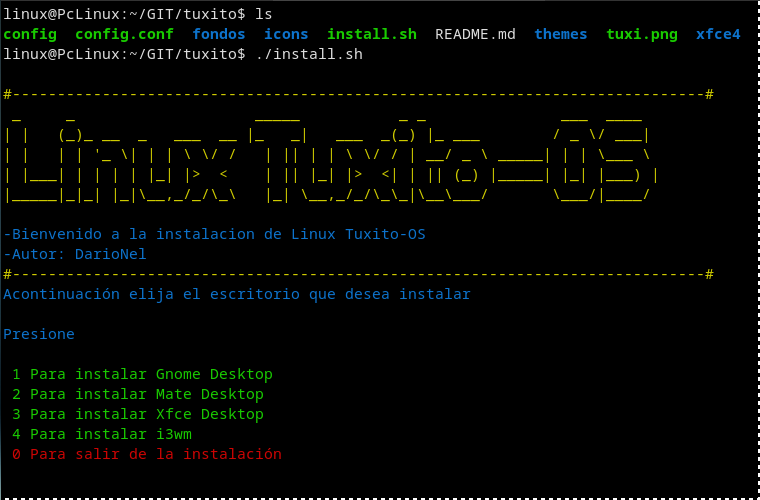 linux@PcLinux:~/GIT/tuxito$ ls
config  config.conf  fondos  icons  install.sh  README.md  themes  tuxi.png  xfce4
linux@PcLinux:~/GIT/tuxito$ ./install.sh
#-----------------------------------------------------------------------------#
Linux Tuxito-OS
-Bienvenido a la instalacion de Linux Tuxito-OS
-Autor: DarioNel
#-----------------------------------------------------------------------------#
Acontinuación elija el escritorio que desea instalar
Presione
1 Para instalar Gnome Desktop
2 Para instalar Mate Desktop
3 Para instalar Xfce Desktop
4 Para instalar i3wm
0 Para salir de la instalación